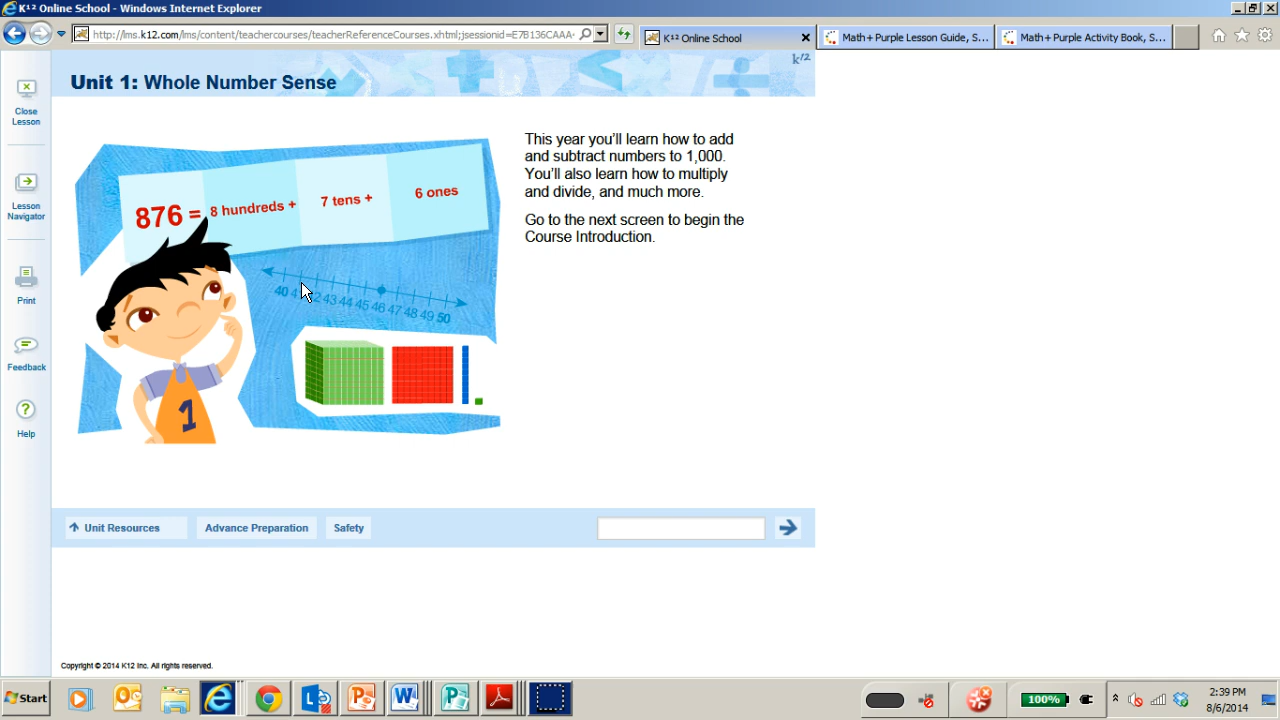 K¹² Online School - Windows Internet Explorer
http://lms.k12.com/lms/content/teachercourses/teacherReferenceCourses.xhtml;jsessionid=E7B136CAAA
K¹² Online School
Math+ Purple Lesson Guide, S...
Math+ Purple Activity Book, S...
Close Lesson
Lesson Navigator
Print
Feedback
Help
Unit 1: Whole Number Sense
k¹²
876 = 8 hundreds + 7 tens + 6 ones
40 42 43 44 45 46 47 48 49 50
1
This year you'll learn how to add
and subtract numbers to 1,000.
You'll also learn how to multiply
and divide, and much more.
Go to the next screen to begin the
Course Introduction.
Unit Resources
Advance Preparation
Safety
Copyright © 2014 K12 Inc. All rights reserved.
Start
100%
2:39 PM
8/6/2014